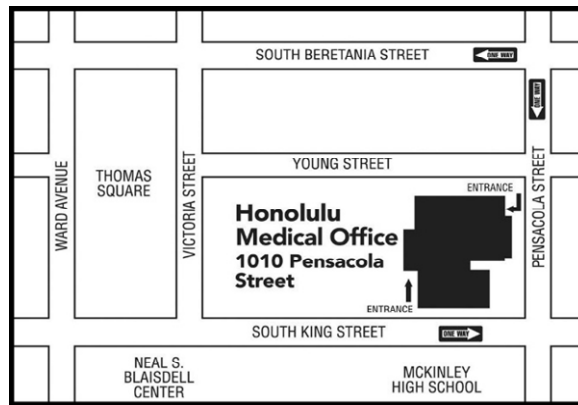 SOUTH BERETANIA STREET
ONE WAY
ONE WAY
YOUNG STREET
WARD AVENUE
THOMAS
SQUARE
VICTORIA STREET
PENSACOLA STREET
ENTRANCE
Honolulu
Medical Office
1010 Pensacola
Street
ENTRANCE
SOUTH KING STREET
ONE WAY
NEAL S.
BLAISDELL
CENTER
MCKINLEY
HIGH SCHOOL